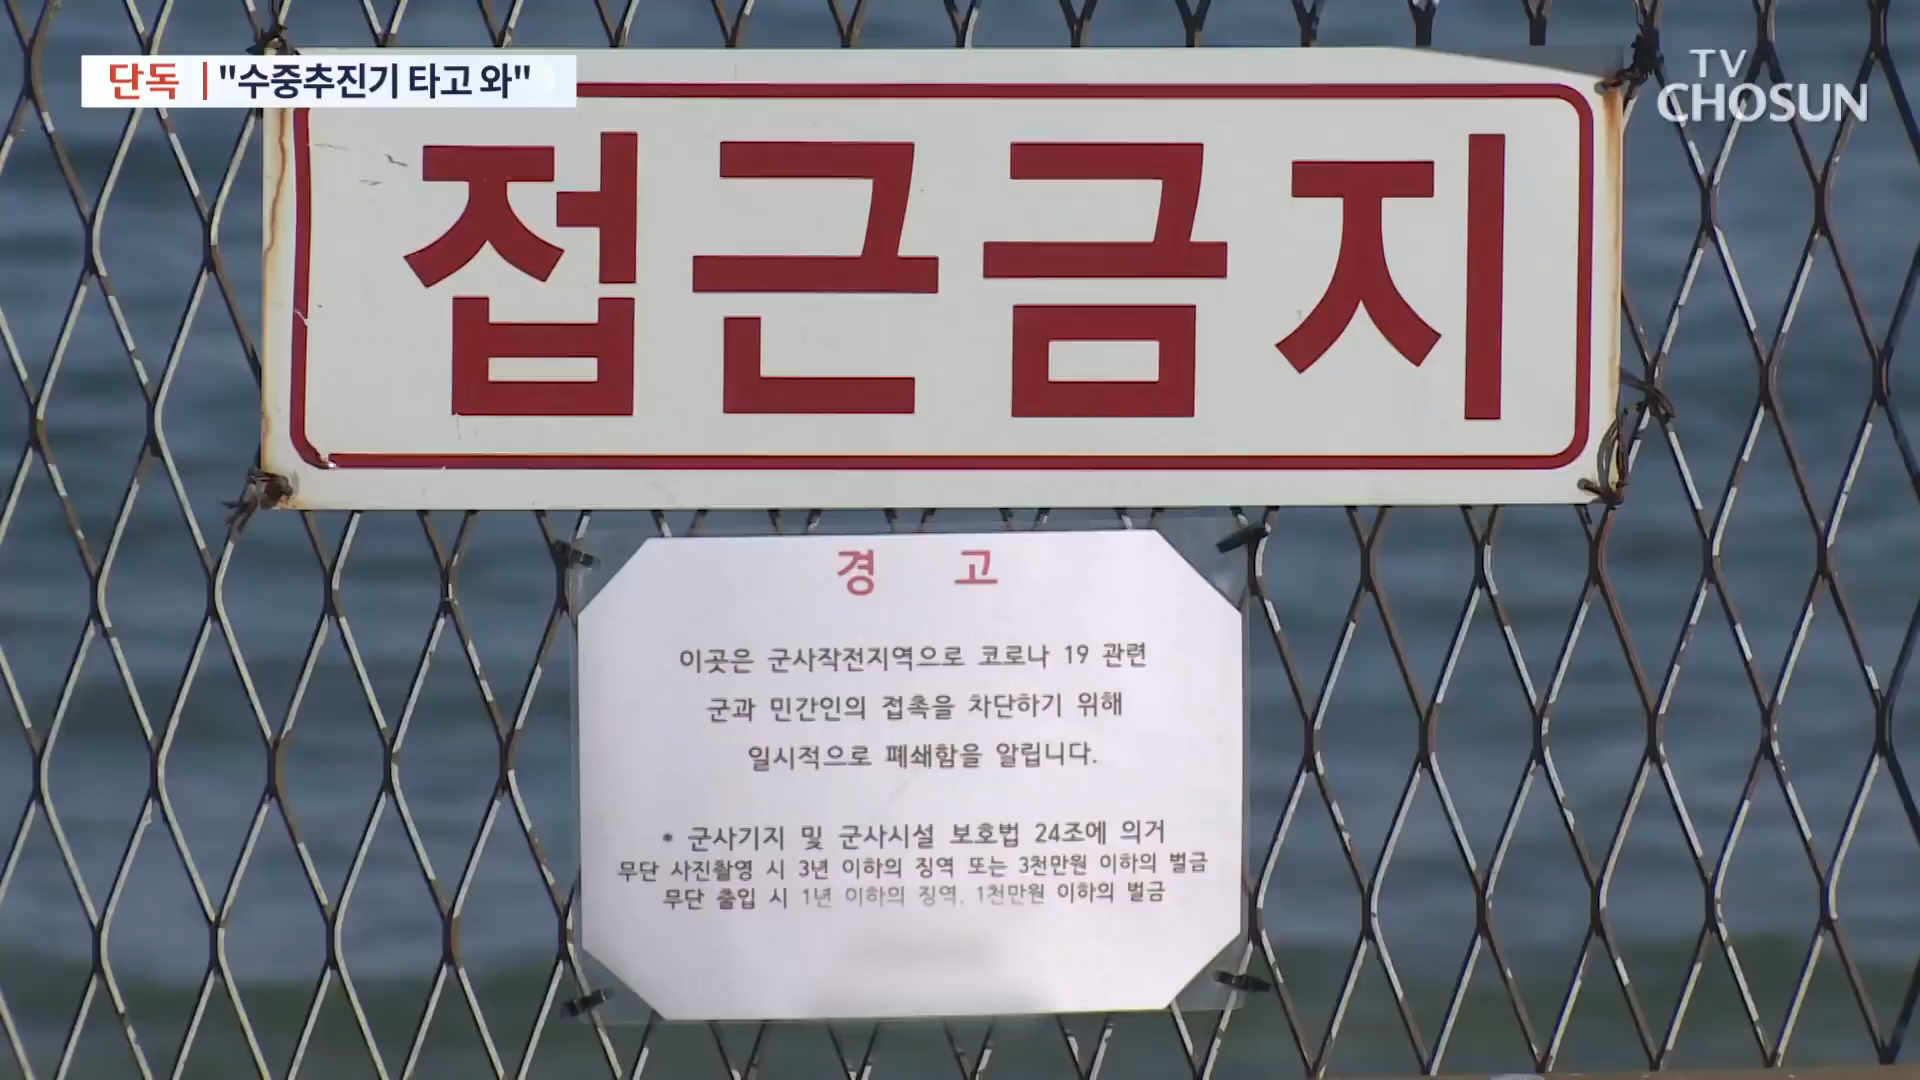 단독 "수중추진기 타고 와"
TV
CHOSUN
접근금지
경 고
이곳은 군사작전지역으로 코로나 19 관련
군과 민간인의 접촉을 차단하기 위해
일시적으로 폐쇄함을 알립니다.
* 군사기지 및 군사시설 보호법 24조에 의거
무단 사진촬영 시 3년 이하의 징역 또는 3천만원 이하의 벌금
무단 출입 시 1년 이하의 징역, 1천만원 이하의 벌금